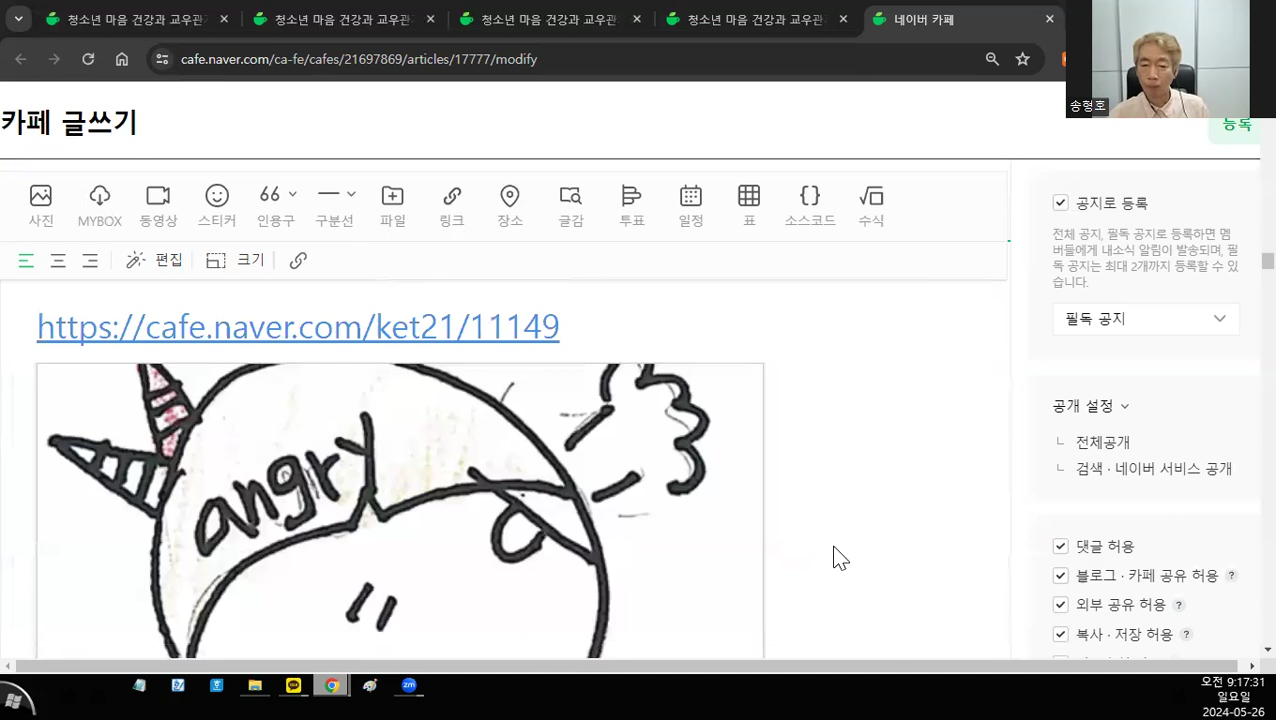 청소년 마음 건강과 교우관
청소년 마음 건강과 교우관
청소년 마음 건강과 교우관
청소년 마음 건강과 교우관
네이버 카페
cafe.naver.com/ca-fe/cafes/21697869/articles/17777/modify
송형호
카페 글쓰기
등록
사진 MYBOX 동영상 스티커 인용구 구분선 파일 링크 장소 글감 투표 일정 표 소스코드 수식
편집 크기
https://cafe.naver.com/ket21/11149
angry
공지로 등록
전체 공지, 필독 공지로 등록하면 멤
버들에게 내소식 알림이 발송되며, 필
독 공지는 최대 2개까지 등록할 수 있
습니다.
필독 공지
공개 설정
전체공개
검색 · 네이버 서비스 공개
댓글 허용
블로그 · 카페 공유 허용 ?
외부 공유 허용 ?
복사 · 저장 허용 ?
오전 9:17:31
일요일
2024-05-26